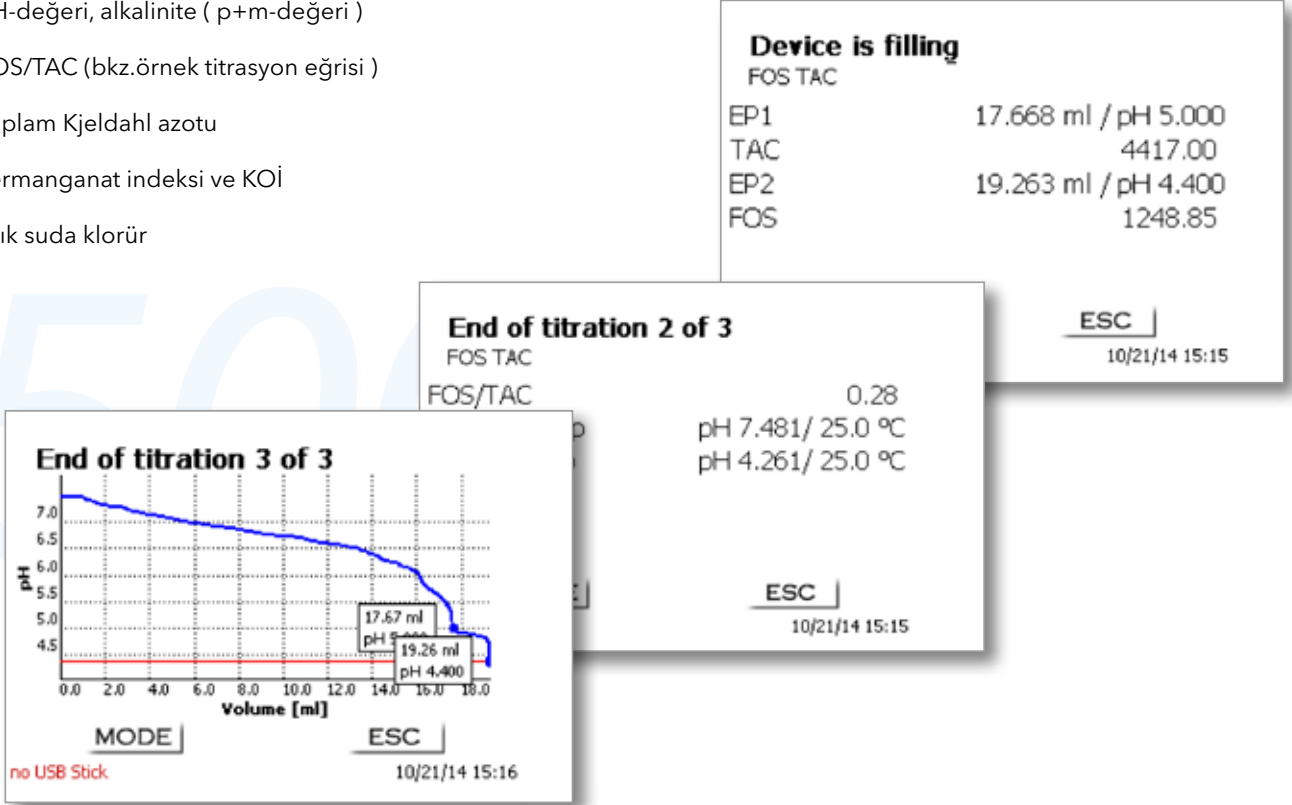 H-değeri, alkalinite ( p+m-değeri )
OS/TAC (bkz.örnek titrasyon eğrisi )
plam Kjeldahl azotu
ermanganat indeksi ve KOİ
ık suda klorür
Device is filling
FOS TAC
EP1 17.668 ml / pH 5.000
TAC 4417.00
EP2 19.263 ml / pH 4.400
FOS 1248.85
ESC
10/21/14 15:15
End of titration 2 of 3
FOS TAC
FOS/TAC 0.28
p pH 7.481/ 25.0 ºC
pH 4.261/ 25.0 ºC
ESC
10/21/14 15:15
End of titration 3 of 3
pH
7.0
6.5
6.0
5.5
5.0
4.5
17.67 ml
pH 5.000
19.26 ml
pH 4.400
0.0 2.0 4.0 6.0 8.0 10.0 12.0 14.0 16.0 18.0
Volume [ml]
MODE ESC
no USB Stick 10/21/14 15:16